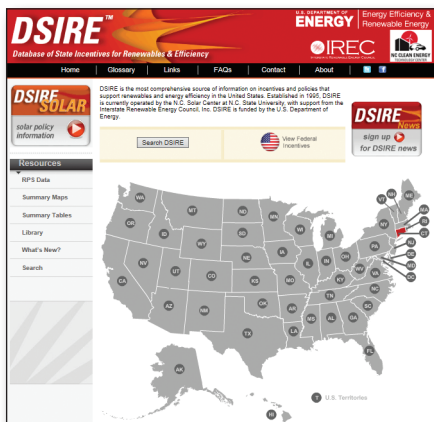 DSIRE™
Database of State Incentives for Renewables & Efficiency
U.S. DEPARTMENT OF
ENERGY
Energy Efficiency &
Renewable Energy
IREC
NC CLEAN ENERGY
TECHNOLOGY CENTER
Home | Glossary | Links | FAQs | Contact | About
DSIRE
SOLAR
solar policy
information
DSIRE is the most comprehensive source of information on incentives and policies that
support renewables and energy efficiency in the United States. Established in 1995, DSIRE
is currently operated by the N.C. Solar Center at N.C. State University, with support from the
Interstate Renewable Energy Council, Inc. DSIRE is funded by the U.S. Department of
Energy.
Search DSIRE
View Federal
Incentives
DSIRE
News
sign up
for DSIRE news
Resources
RPS Data
Summary Maps
Summary Tables
Library
What's New?
Search
WA
MT
ND
MN
VT
NH
ME
OR
ID
SD
WI
MI
NY
MA
RI
CT
WY
IA
PA
NJ
NV
UT
CO
NE
IL
IN
OH
DE
MD
DC
CA
KS
MO
KY
WV
VA
AZ
NM
OK
AR
TN
NC
SC
TX
LA
MS
AL
GA
FL
AK
HI
T U.S. Territories